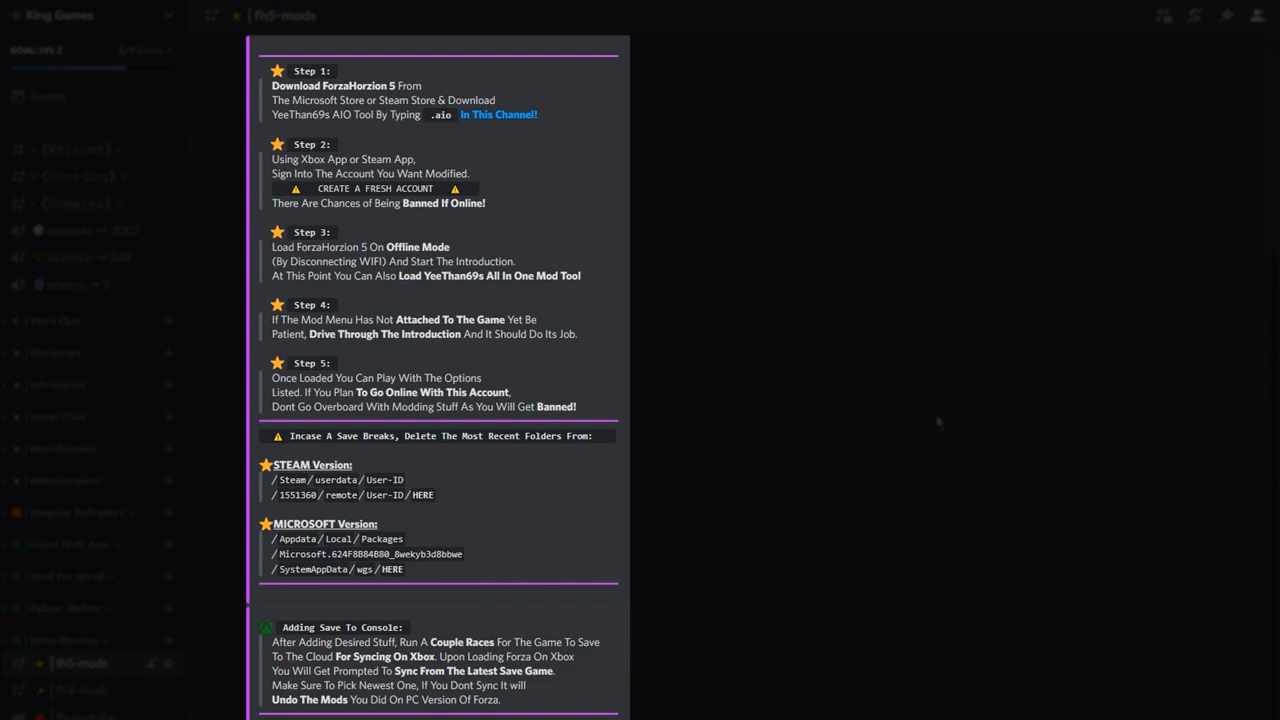 King Games
fh5-mods
GOAL: LVL 2
Events
Step 1:
Download ForzaHorzion 5 From
The Microsoft Store or Steam Store & Download
YeeThan69s AIO Tool By Typing .aio In This Channel!
Step 2:
Using Xbox App or Steam App,
Sign Into The Account You Want Modified.
CREATE A FRESH ACCOUNT
There Are Chances of Being Banned If Online!
Step 3:
Load ForzaHorzion 5 On Offline Mode
(By Disconnecting WIFI) And Start The Introduction.
At This Point You Can Also Load YeeThan69s All In One Mod Tool
Step 4:
If The Mod Menu Has Not Attached To The Game Yet Be
Patient, Drive Through The Introduction And It Should Do Its Job.
Step 5:
Once Loaded You Can Play With The Options
Listed. If You Plan To Go Online With This Account,
Dont Go Overboard With Modding Stuff As You Will Get Banned!
Incase A Save Breaks, Delete The Most Recent Folders From:
STEAM Version:
/Steam/userdata/User-ID
/1551360/remote/User-ID/HERE
MICROSOFT Version:
/Appdata/Local/Packages
/Microsoft.624F8B84B80_8wekyb3d8bbwe
/SystemAppData/wgs/HERE
Adding Save To Console:
After Adding Desired Stuff, Run A Couple Races For The Game To Save
To The Cloud For Syncing On Xbox. Upon Loading Forza On Xbox
You Will Get Prompted To Sync From The Latest Save Game.
Make Sure To Pick Newest One, If You Dont Sync It will
Undo The Mods You Did On PC Version Of Forza.
fh5-mods
fh4-mods